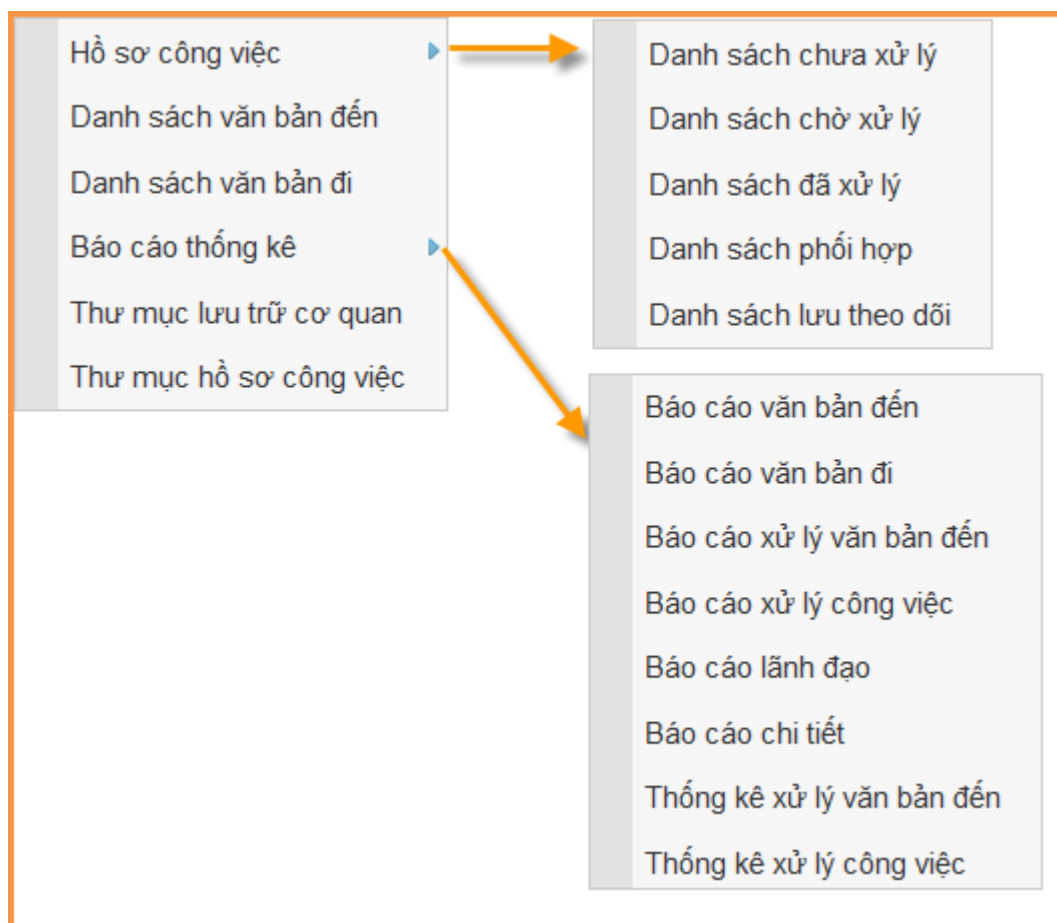 Hồ sơ công việc
Danh sách văn bản đến
Danh sách văn bản đi
Báo cáo thống kê
Thư mục lưu trữ cơ quan
Thư mục hồ sơ công việc
Danh sách chưa xử lý
Danh sách chờ xử lý
Danh sách đã xử lý
Danh sách phối hợp
Danh sách lưu theo dõi
Báo cáo văn bản đến
Báo cáo văn bản đi
Báo cáo xử lý văn bản đến
Báo cáo xử lý công việc
Báo cáo lãnh đạo
Báo cáo chi tiết
Thống kê xử lý văn bản đến
Thống kê xử lý công việc